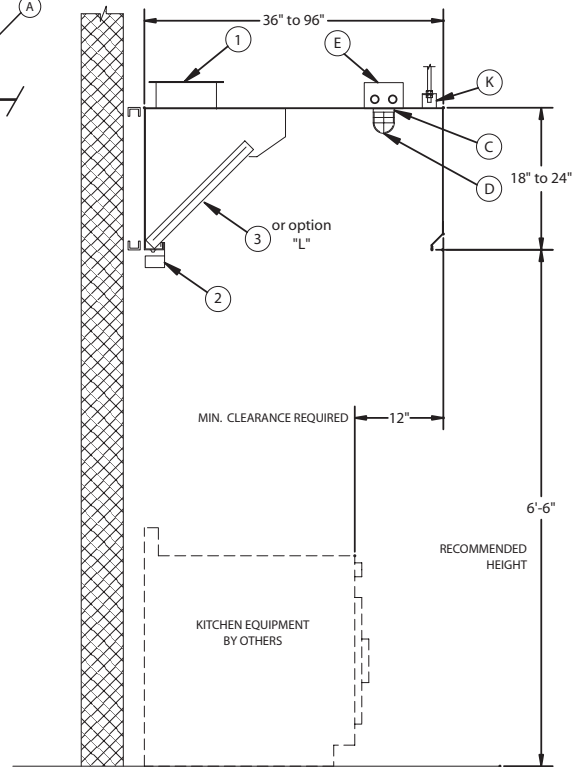 A
36" to 96"
1
E
K
C
D
18" to 24"
3
or option
"L"
2
MIN. CLEARANCE REQUIRED
12"
6'-6"
RECOMMENDED
HEIGHT
KITCHEN EQUIPMENT
BY OTHERS